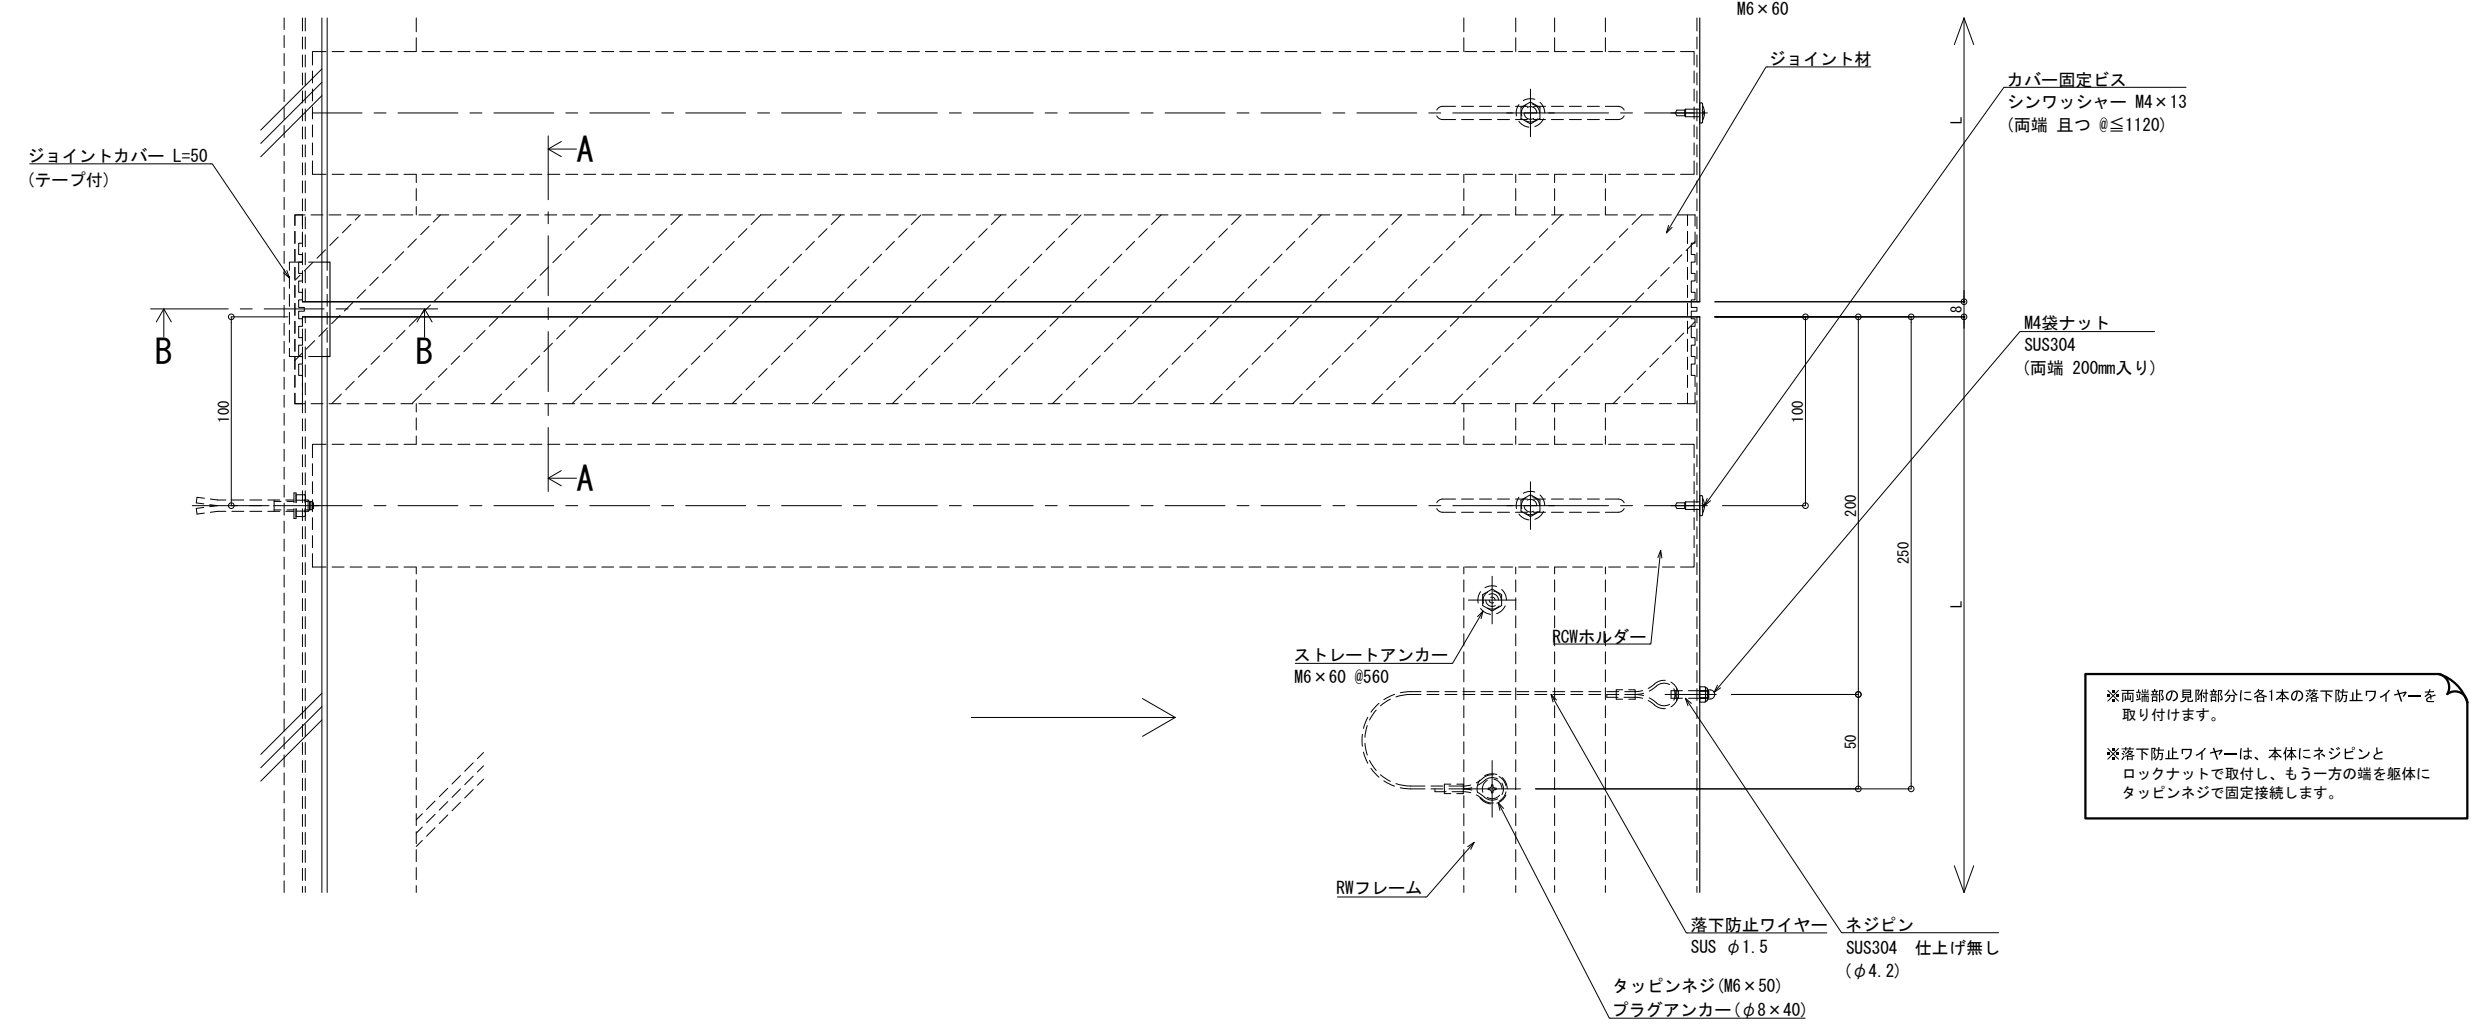 M6×60
ジョイント材
カバー固定ビス
シンワッシャー M4×13
(両端 且つ @≦1120)
L
ジョイントカバー L=50
(テープ付)
A
8
B
B
M4袋ナット
SUS304
(両端 200mm入り)
100
100
A
200
250
L
RCWホルダー
ストレートアンカー
M6×60 @560
50
※両端部の見附部分に各1本の落下防止ワイヤーを
取り付けます。
※落下防止ワイヤーは、本体にネジピンと
ロックナットで取付し、もう一方の端を躯体に
タッピンネジで固定接続します。
RWフレーム
落下防止ワイヤー
SUS φ1.5
ネジピン
SUS304 仕上げ無し
(φ4.2)
タッピンネジ(M6×50)
プラグアンカー(φ8×40)